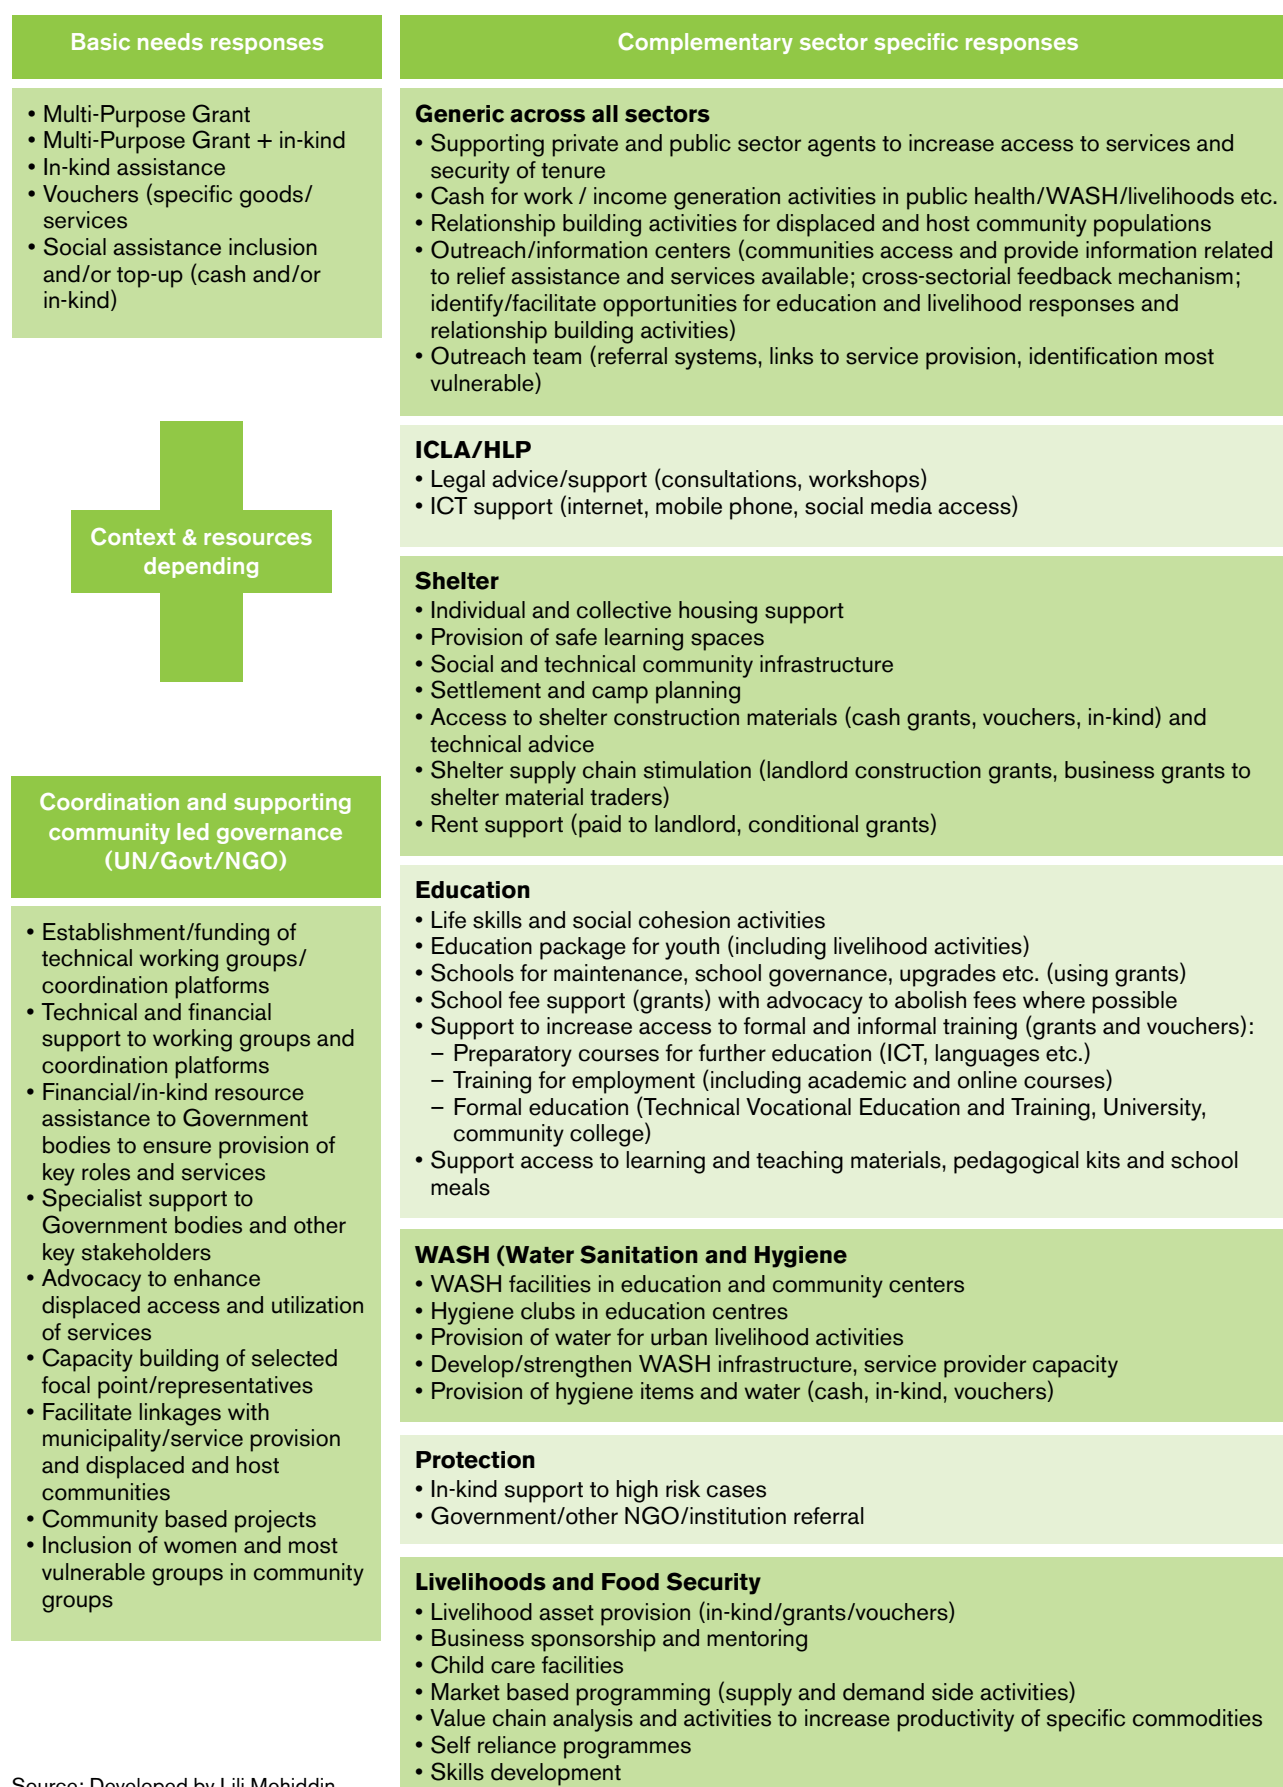 Basic needs responses
• Multi-Purpose Grant
• Multi-Purpose Grant + in-kind
• In-kind assistance
• Vouchers (specific goods/
services
• Social assistance inclusion
and/or top-up (cash and/or
in-kind)
Context & resources
depending
Coordination and supporting
community led governance
(UN/Govt/NGO)
• Establishment/funding of
technical working groups/
coordination platforms
• Technical and financial
support to working groups and
coordination platforms
• Financial/in-kind resource
assistance to Government
bodies to ensure provision of
key roles and services
• Specialist support to
Government bodies and other
key stakeholders
• Advocacy to enhance
displaced access and utilization
of services
• Capacity building of selected
focal point/representatives
• Facilitate linkages with
municipality/service provision
and displaced and host
communities
• Community based projects
• Inclusion of women and most
vulnerable groups in community
groups
Complementary sector specific responses
Generic across all sectors
• Supporting private and public sector agents to increase access to services and
security of tenure
• Cash for work / income generation activities in public health/WASH/livelihoods etc.
• Relationship building activities for displaced and host community populations
• Outreach/information centers (communities access and provide information related
to relief assistance and services available; cross-sectorial feedback mechanism;
identify/facilitate opportunities for education and livelihood responses and
relationship building activities)
• Outreach team (referral systems, links to service provision, identification most
vulnerable)
ICLA/HLP
• Legal advice/support (consultations, workshops)
• ICT support (internet, mobile phone, social media access)
Shelter
• Individual and collective housing support
• Provision of safe learning spaces
• Social and technical community infrastructure
• Settlement and camp planning
• Access to shelter construction materials (cash grants, vouchers, in-kind) and
technical advice
• Shelter supply chain stimulation (landlord construction grants, business grants to
shelter material traders)
• Rent support (paid to landlord, conditional grants)
Education
• Life skills and social cohesion activities
• Education package for youth (including livelihood activities)
• Schools for maintenance, school governance, upgrades etc. (using grants)
• School fee support (grants) with advocacy to abolish fees where possible
• Support to increase access to formal and informal training (grants and vouchers):
– Preparatory courses for further education (ICT, languages etc.)
– Training for employment (including academic and online courses)
– Formal education (Technical Vocational Education and Training, University,
community college)
• Support access to learning and teaching materials, pedagogical kits and school
meals
WASH (Water Sanitation and Hygiene
• WASH facilities in education and community centers
• Hygiene clubs in education centres
• Provision of water for urban livelihood activities
• Develop/strengthen WASH infrastructure, service provider capacity
• Provision of hygiene items and water (cash, in-kind, vouchers)
Protection
• In-kind support to high risk cases
• Government/other NGO/institution referral
Livelihoods and Food Security
• Livelihood asset provision (in-kind/grants/vouchers)
• Business sponsorship and mentoring
• Child care facilities
• Market based programming (supply and demand side activities)
• Value chain analysis and activities to increase productivity of specific commodities
• Self reliance programmes
• Skills development
Source: Developed by Lili Mohiddin